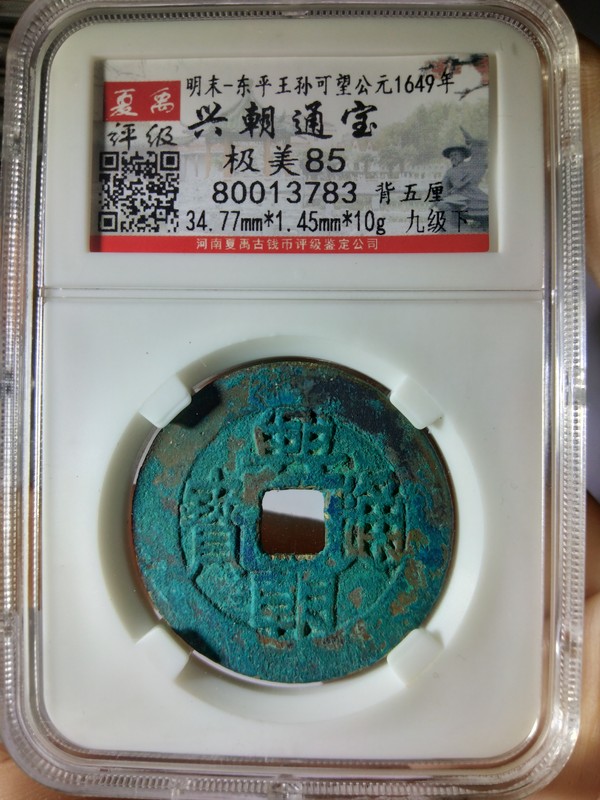 明末-东平王孙可望公元1649年
夏禹
评级
兴朝通宝
极美85
80013783 背五厘
34.77mm*1.45mm*10g 九级下
河南夏禹古钱币评级鉴定公司
興朝通寶